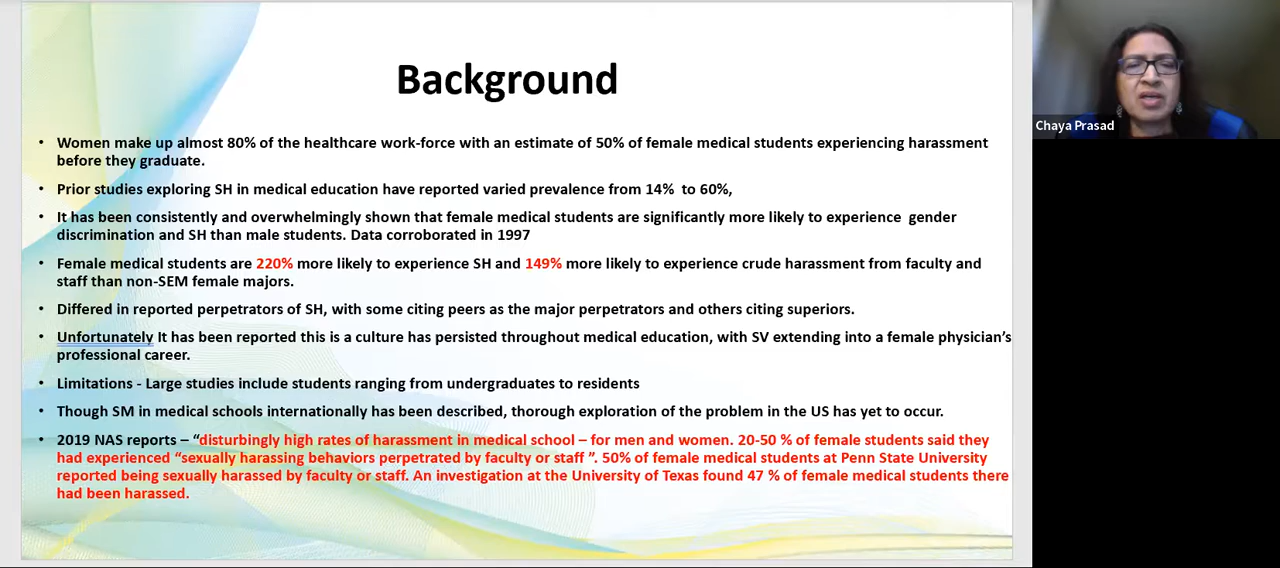 Background
• Women make up almost 80% of the healthcare work-force with an estimate of 50% of female medical students experiencing harassment
before they graduate.
• Prior studies exploring SH in medical education have reported varied prevalence from 14% to 60%,
• It has been consistently and overwhelmingly shown that female medical students are significantly more likely to experience gender
discrimination and SH than male students. Data corroborated in 1997
• Female medical students are 220% more likely to experience SH and 149% more likely to experience crude harassment from faculty and
staff than non-SEM female majors.
• Differed in reported perpetrators of SH, with some citing peers as the major perpetrators and others citing superiors.
• Unfortunately It has been reported this is a culture has persisted throughout medical education, with SV extending into a female physician's
professional career.
• Limitations - Large studies include students ranging from undergraduates to residents
• Though SM in medical schools internationally has been described, thorough exploration of the problem in the US has yet to occur.
• 2019 NAS reports – “disturbingly high rates of harassment in medical school – for men and women. 20-50 % of female students said they
had experienced “sexually harassing behaviors perpetrated by faculty or staff ”. 50% of female medical students at Penn State University
reported being sexually harassed by faculty or staff. An investigation at the University of Texas found 47 % of female medical students there
had been harassed.
Chaya Prasad